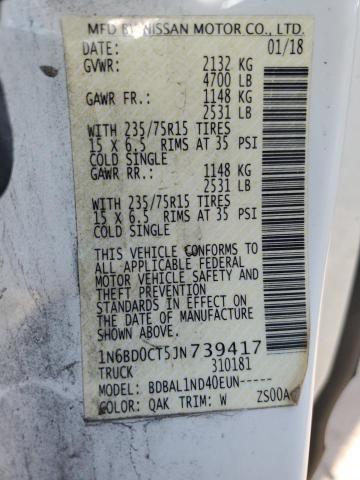 MFD BY NISSAN MOTOR CO., LTD.
DATE: 01/18
GVWR: 2132 KG
4700 LB
GAWR FR.: 1148 KG
2531 LB
WITH 235/75R15 TIRES
15 X 6.5 RIMS AT 35 PSI
COLD SINGLE
GAWR RR.: 1148 KG
2531 LB
WITH 235/75R15 TIRES
15 X 6.5 RIMS AT 35 PSI
COLD SINGLE
THIS VEHICLE CONFORMS TO
ALL APPLICABLE FEDERAL
MOTOR VEHICLE SAFETY AND
THEFT PREVENTION
STANDARDS IN EFFECT ON
THE DATE OF MANUFACTURE
SHOWN ABOVE.
1N6BD0CT5JN739417
TRUCK 310181
MODEL: BDBAL1ND40EUN-----
COLOR: QAK TRIM: W ZS00A